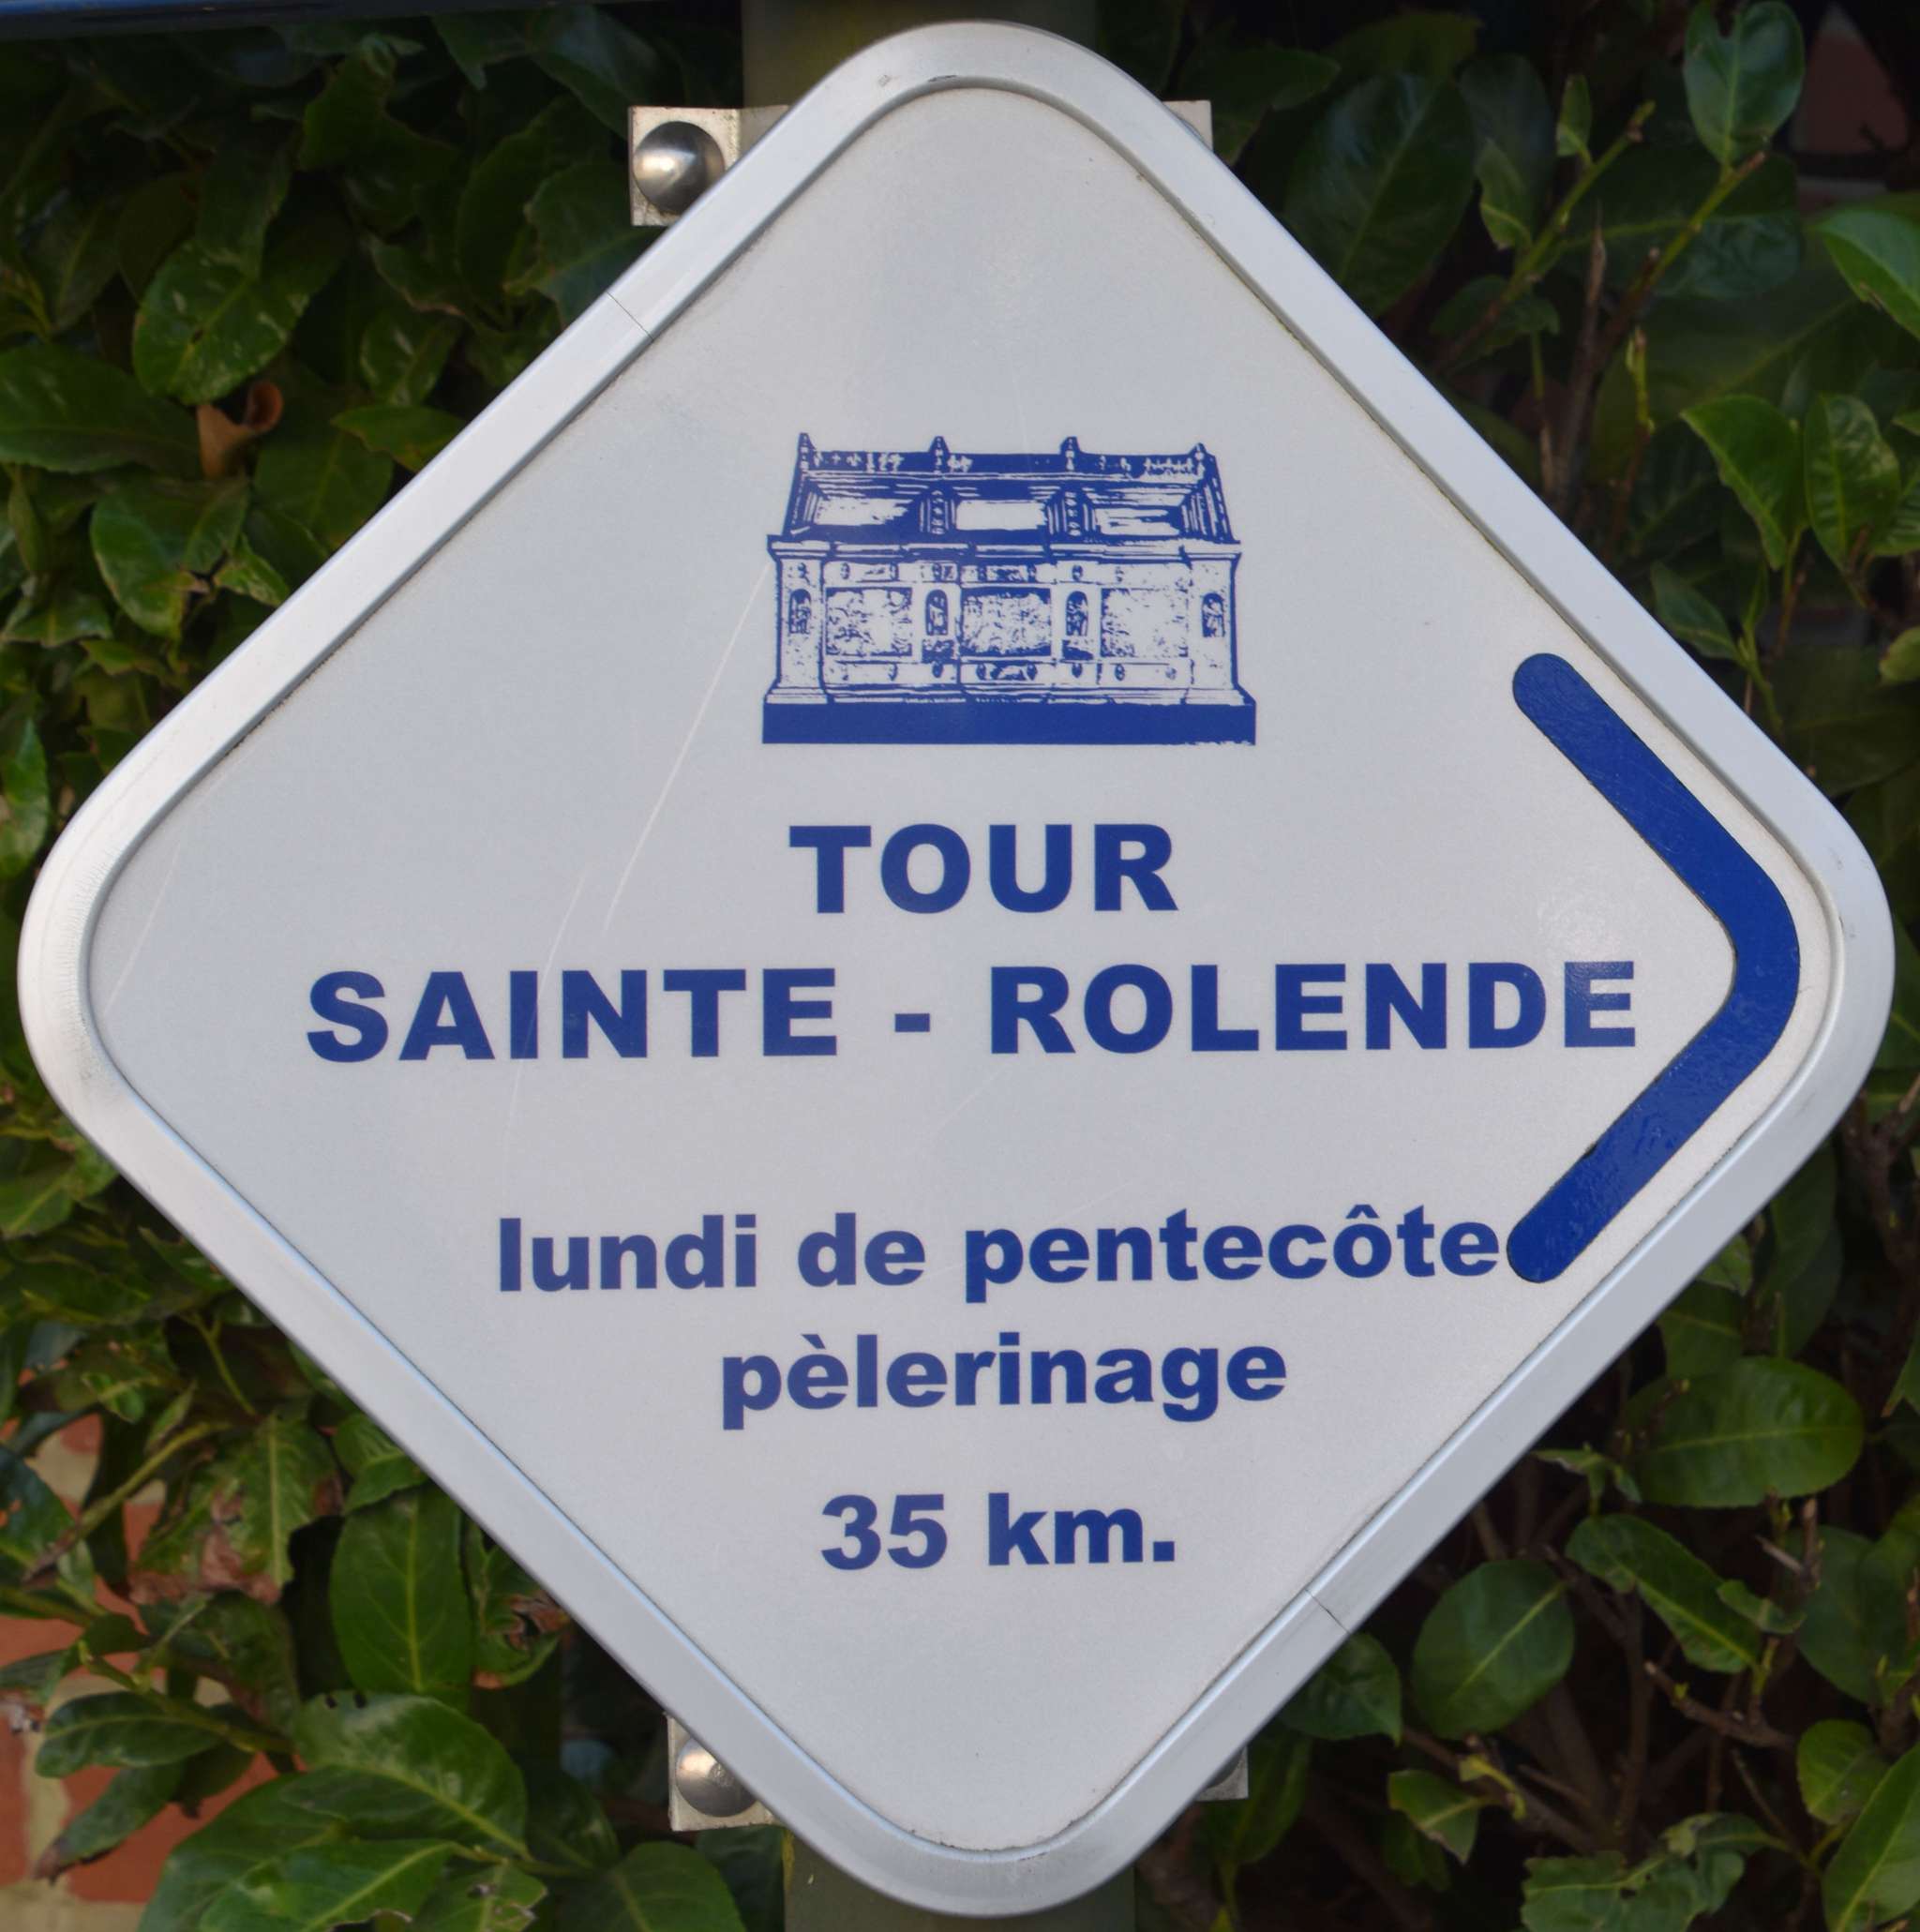 TOUR
SAINTE - ROLENDE
lundi de pentecôte
pèlerinage
35 km.